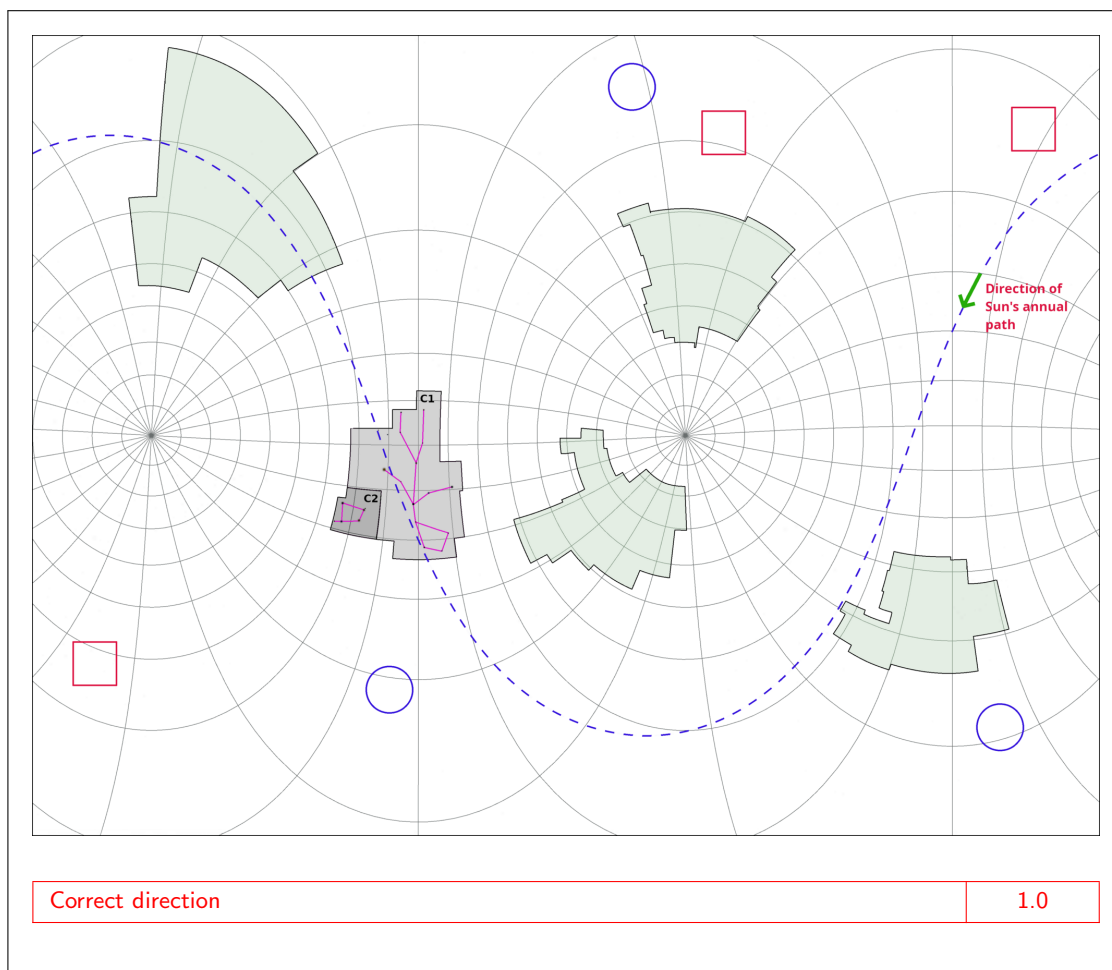 Direction of
Sun's annual
path
C1
C2
Correct direction 1.0